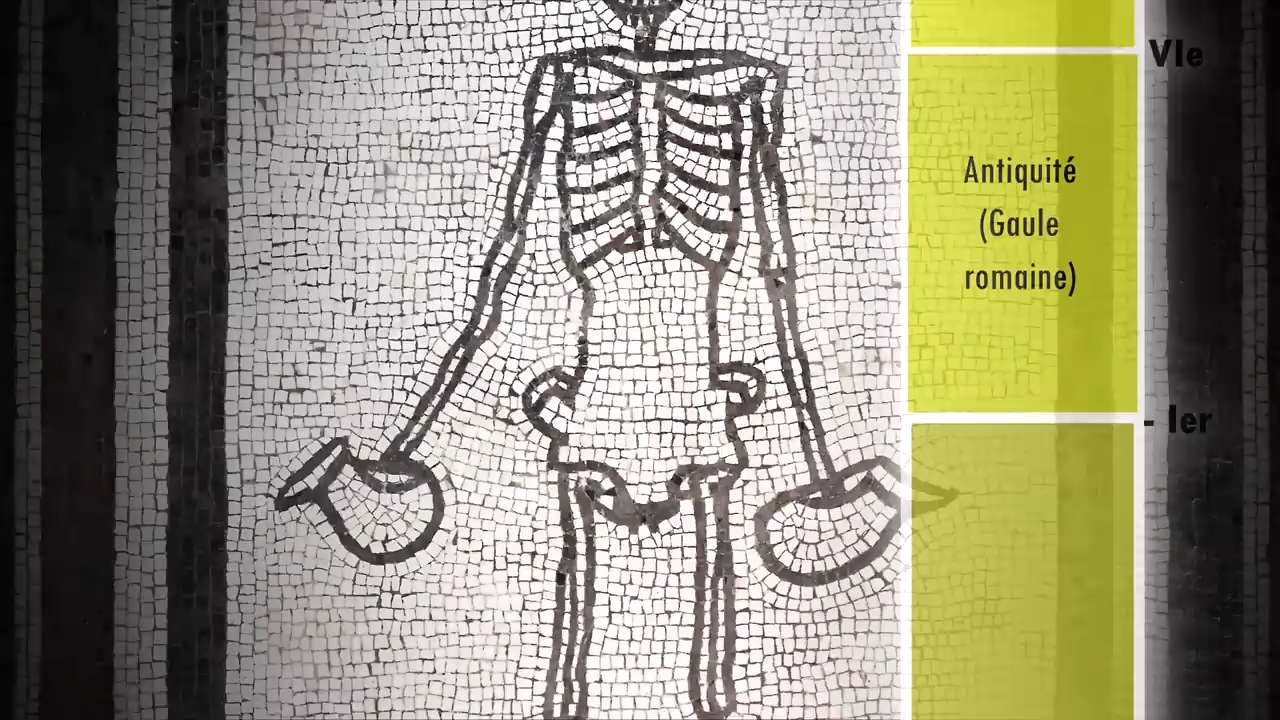 VIe
Antiquité
(Gaule
romaine)
- Ier